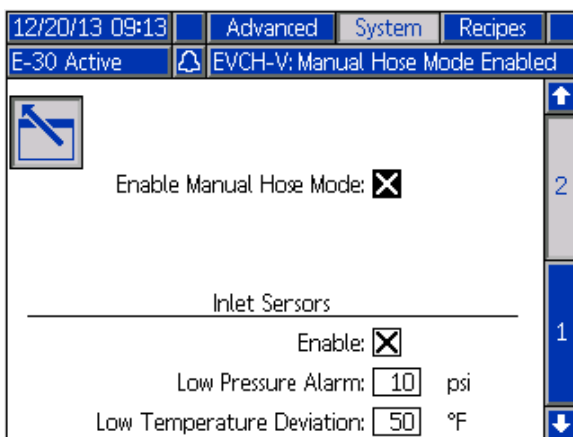 12/20/13 09:13 Advanced System Recipes
E-30 Active EVCH-V: Manual Hose Mode Enabled
Enable Manual Hose Mode:
2
Inlet Sensors
Enable:
1
Low Pressure Alarm: 10 psi
Low Temperature Deviation: 50 °F